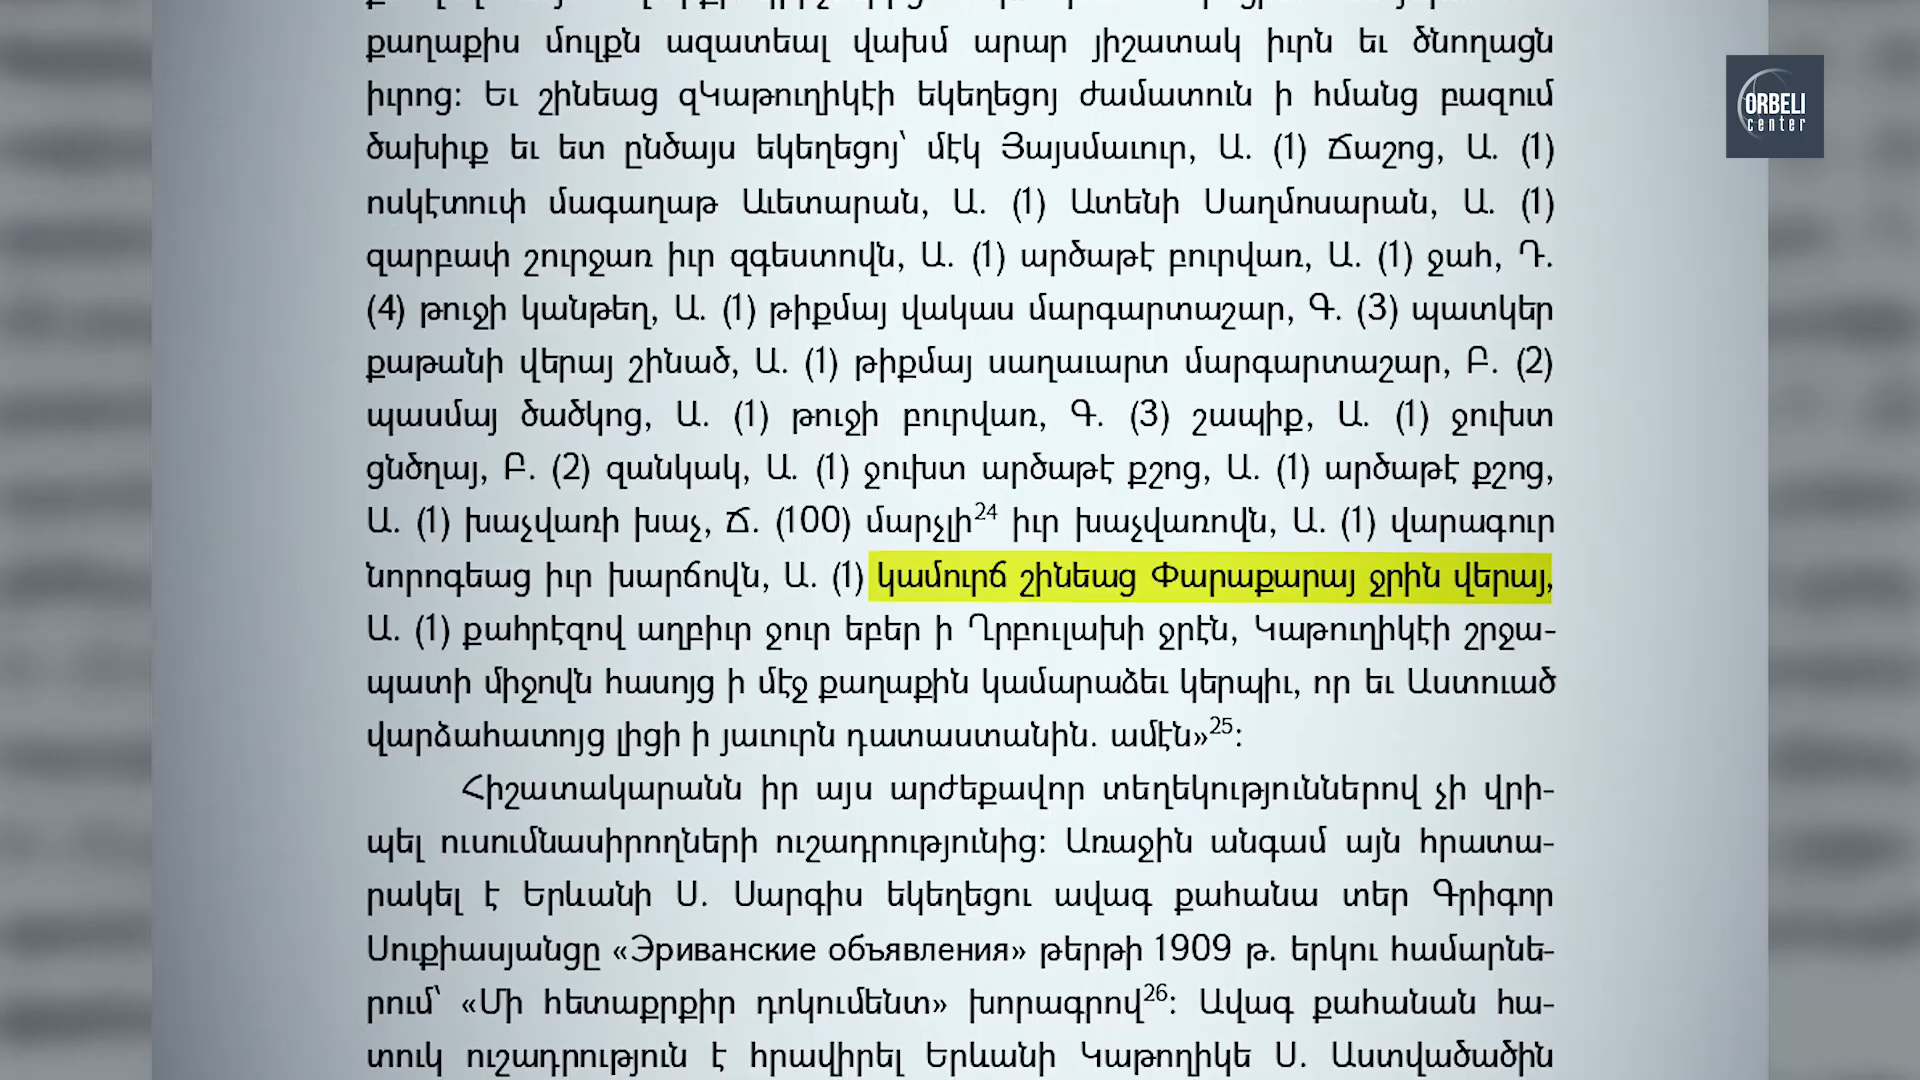 քաղաքիս մուլքն ազատեալ վախմ արար յիշատակ իւրն եւ ծնողացն
իւրոց: Եւ շինեաց զԿաթուղիկէի եկեղեցոյ ժամատուն ի հմանց բազում
ծախիւք եւ ետ ընծայս եկեղեցոյ՝ մէկ Յայսմաւուր, Ա. (1) Ճաշոց, Ա. (1)
ոսկէտուփ մագաղաթ Աւետարան, Ա. (1) Ատենի Սաղմոսարան, Ա. (1)
զարբափ շուրջառ իւր զգեստովն, Ա. (1) արծաթէ բուրվառ, Ա. (1) ջահ, Դ.
(4) թուջի կանթեղ, Ա. (1) թիքմայ վակաս մարգարտաշար, Գ. (3) պատկեր
քաթանի վերայ շինած, Ա. (1) թիքմայ սաղաւարտ մարգարտաշար, Բ. (2)
պասմայ ծածկոց, Ա. (1) թուջի բուրվառ, Գ. (3) շապիք, Ա. (1) ջուխտ
ցնծղայ, Բ. (2) զանկակ, Ա. (1) ջուխտ արծաթէ քշոց, Ա. (1) արծաթէ քշոց,
Ա. (1) խաչվառի խաչ, Ճ. (100) մարչլի24 իւր խաչվառովն, Ա. (1) վարագուր
նորոգեաց իւր խարճովն, Ա. (1) կամուրճ շինեաց Փարաքարայ ջրին վերայ,
Ա. (1) քահրէզով աղբիւր ջուր եբեր ի Ղրբուլախի ջրէն, Կաթուղիկէի շրջա-
պատի միջովն հասոյց ի մէջ քաղաքին կամարաձեւ կերպիւ, որ եւ Աստուած
վարձահատոյց լիցի ի յաւուրն դատաստանին. ամէն»25:
Հիշատակարանն իր այս արժեքավոր տեղեկություններով չի վրի-
պել ուսումնասիրողների ուշադրությունից: Առաջին անգամ այն հրատա-
րակել է Երևանի Ս. Սարգիս եկեղեցու ավագ քահանա տեր Գրիգոր
Սուքիասյանցը «Эриванские объявления» թերթի 1909 թ. երկու համարնե-
րում՝ «Մի հետաքրքիր դոկումենտ» խորագրով26: Ավագ քահանան հա-
տուկ ուշադրություն է հրավիրել Երևանի Կաթողիկե Ս. Աստվածածին
ORBELI
center